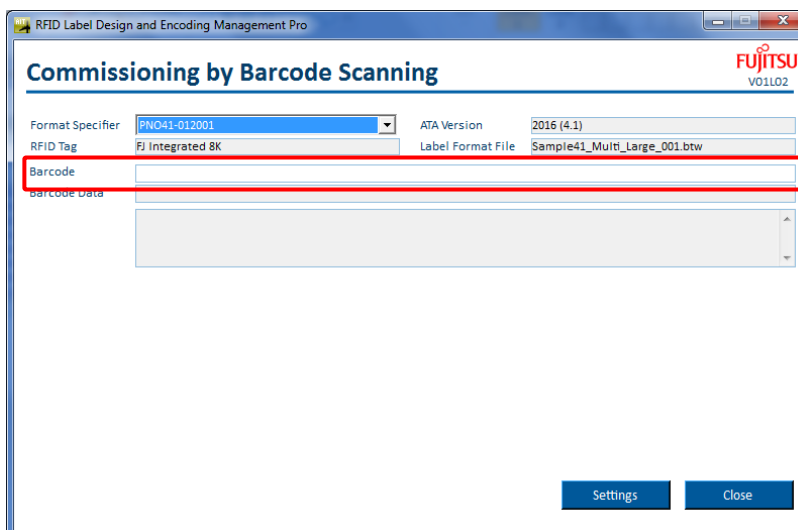 RFID Label Design and Encoding Management Pro
Commissioning by Barcode Scanning
FUJITSU
V01L02
Format Specifier PNO41-012001 ATA Version 2016 (4.1)
RFID Tag FJ Integrated 8K Label Format File Sample41_Multi_Large_001.btw
Barcode
Barcode Data
Settings Close